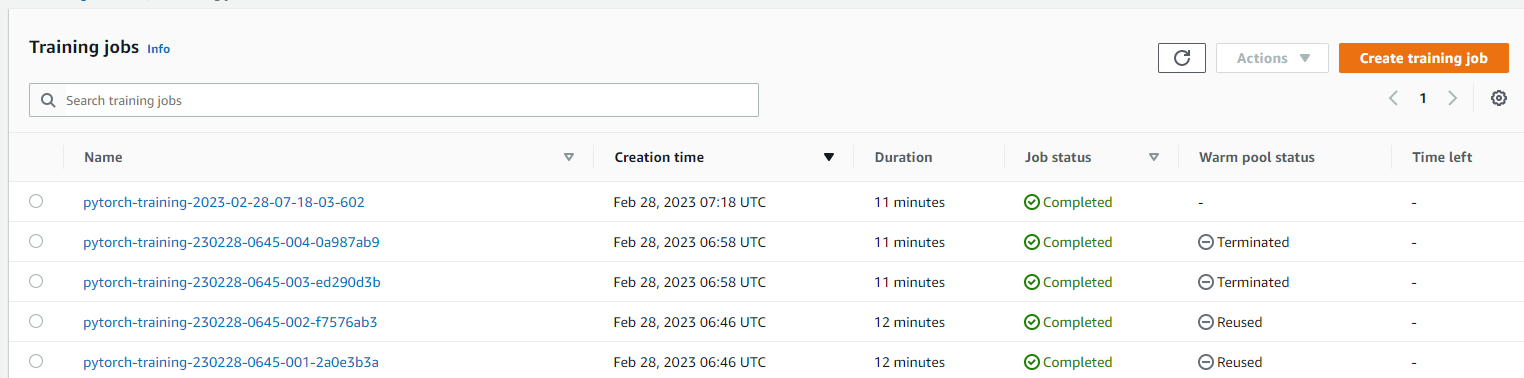 Training jobs Info
Actions Create training job
Search training jobs
1
Name Creation time Duration Job status Warm pool status Time left
pytorch-training-2023-02-28-07-18-03-602 Feb 28, 2023 07:18 UTC 11 minutes Completed - -
pytorch-training-230228-0645-004-0a987ab9 Feb 28, 2023 06:58 UTC 11 minutes Completed Terminated -
pytorch-training-230228-0645-003-ed290d3b Feb 28, 2023 06:58 UTC 11 minutes Completed Terminated -
pytorch-training-230228-0645-002-f7576ab3 Feb 28, 2023 06:46 UTC 12 minutes Completed Reused -
pytorch-training-230228-0645-001-2a0e3b3a Feb 28, 2023 06:46 UTC 12 minutes Completed Reused -